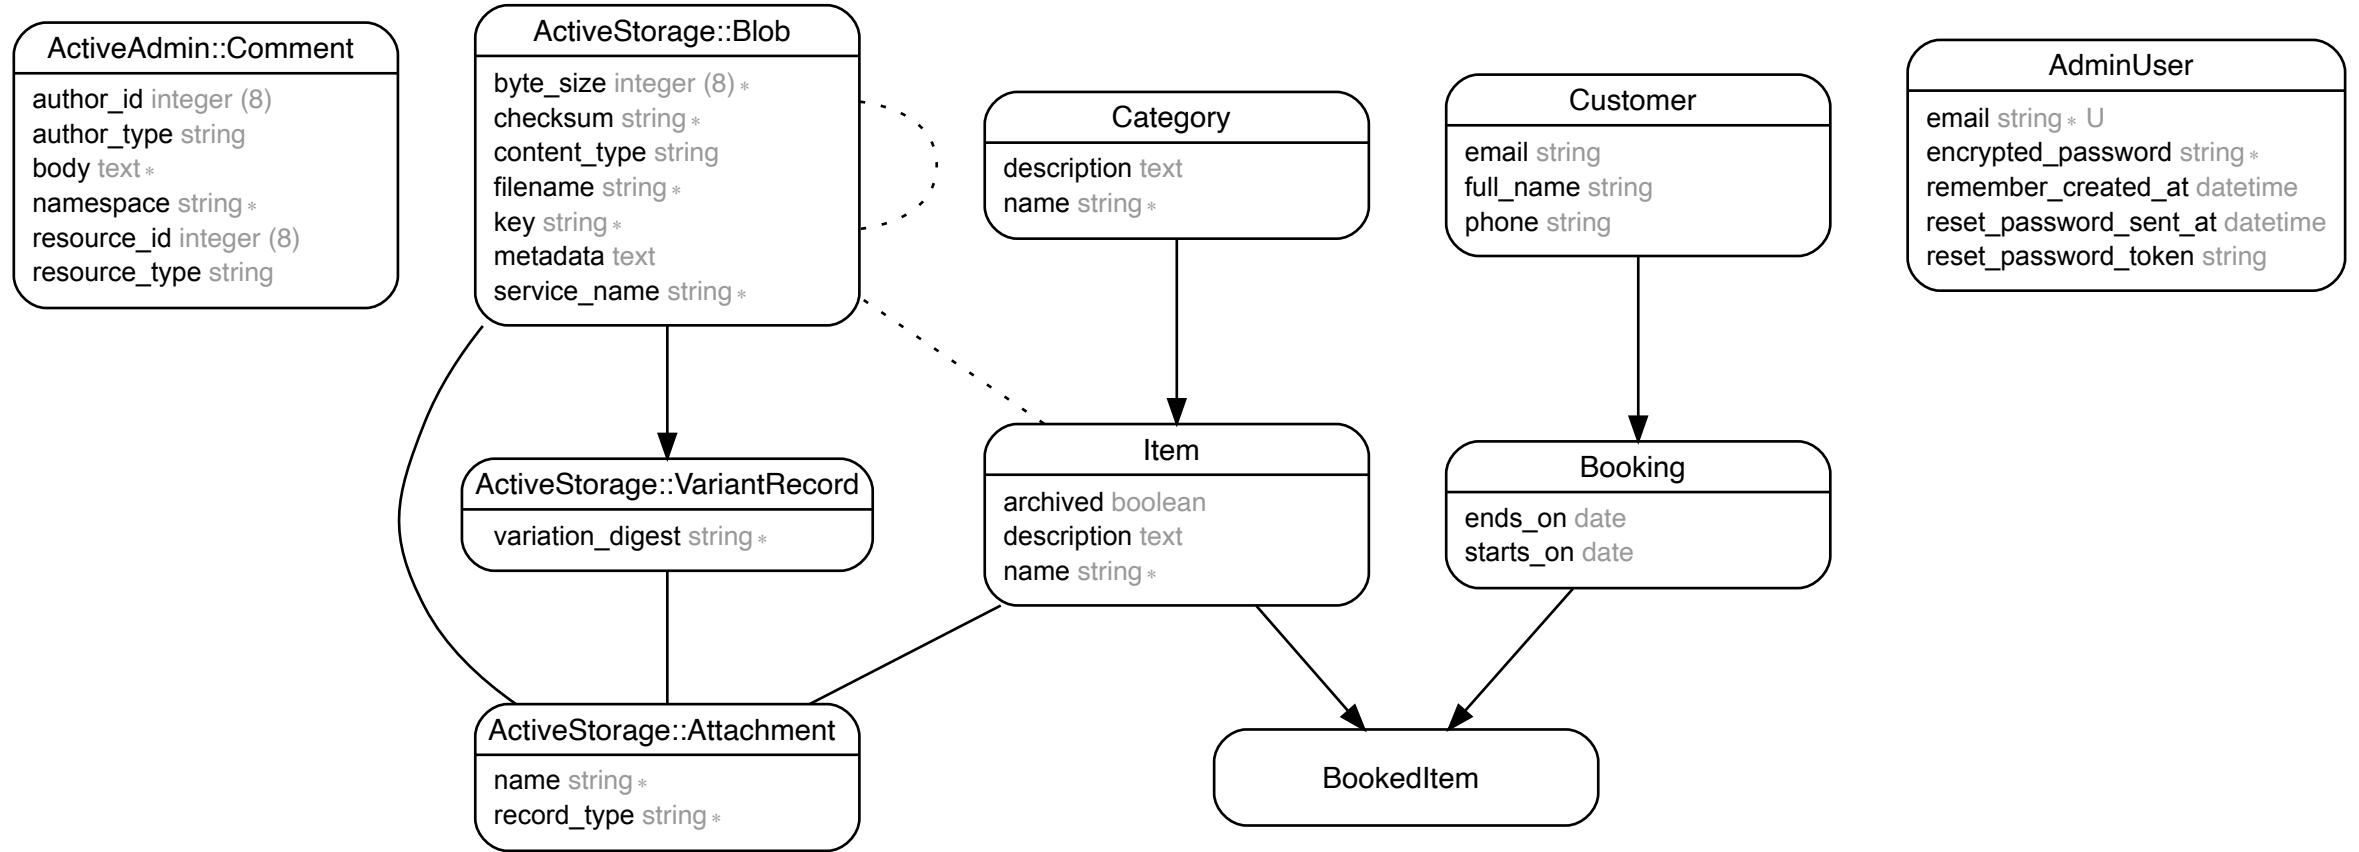 ActiveAdmin::Comment
author_id integer (8)
author_type string
body text *
namespace string *
resource_id integer (8)
resource_type string
ActiveStorage::Blob
byte_size integer (8) *
checksum string *
content_type string
filename string *
key string *
metadata text
service_name string *
Category
description text
name string *
Customer
email string
full_name string
phone string
AdminUser
email string * U
encrypted_password string *
remember_created_at datetime
reset_password_sent_at datetime
reset_password_token string
ActiveStorage::VariantRecord
variation_digest string *
Item
archived boolean
description text
name string *
Booking
ends_on date
starts_on date
ActiveStorage::Attachment
name string *
record_type string *
BookedItem